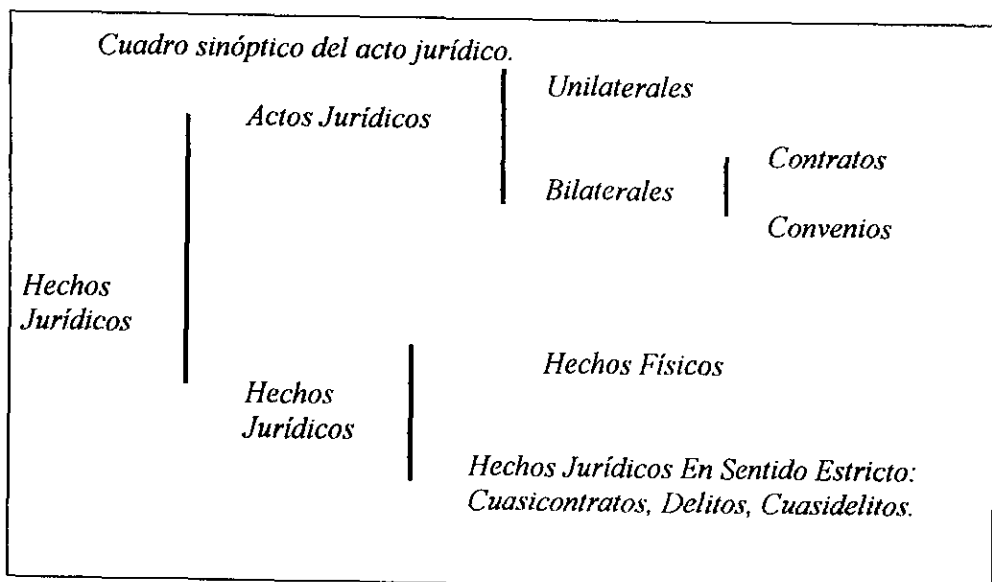 Cuadro sinóptico del acto jurídico.
Unilaterales
Actos Jurídicos
Contratos
Bilaterales
Convenios
Hechos
Jurídicos
Hechos Físicos
Hechos
Jurídicos
Hechos Jurídicos En Sentido Estricto:
Cuasicontratos, Delitos, Cuasidelitos.